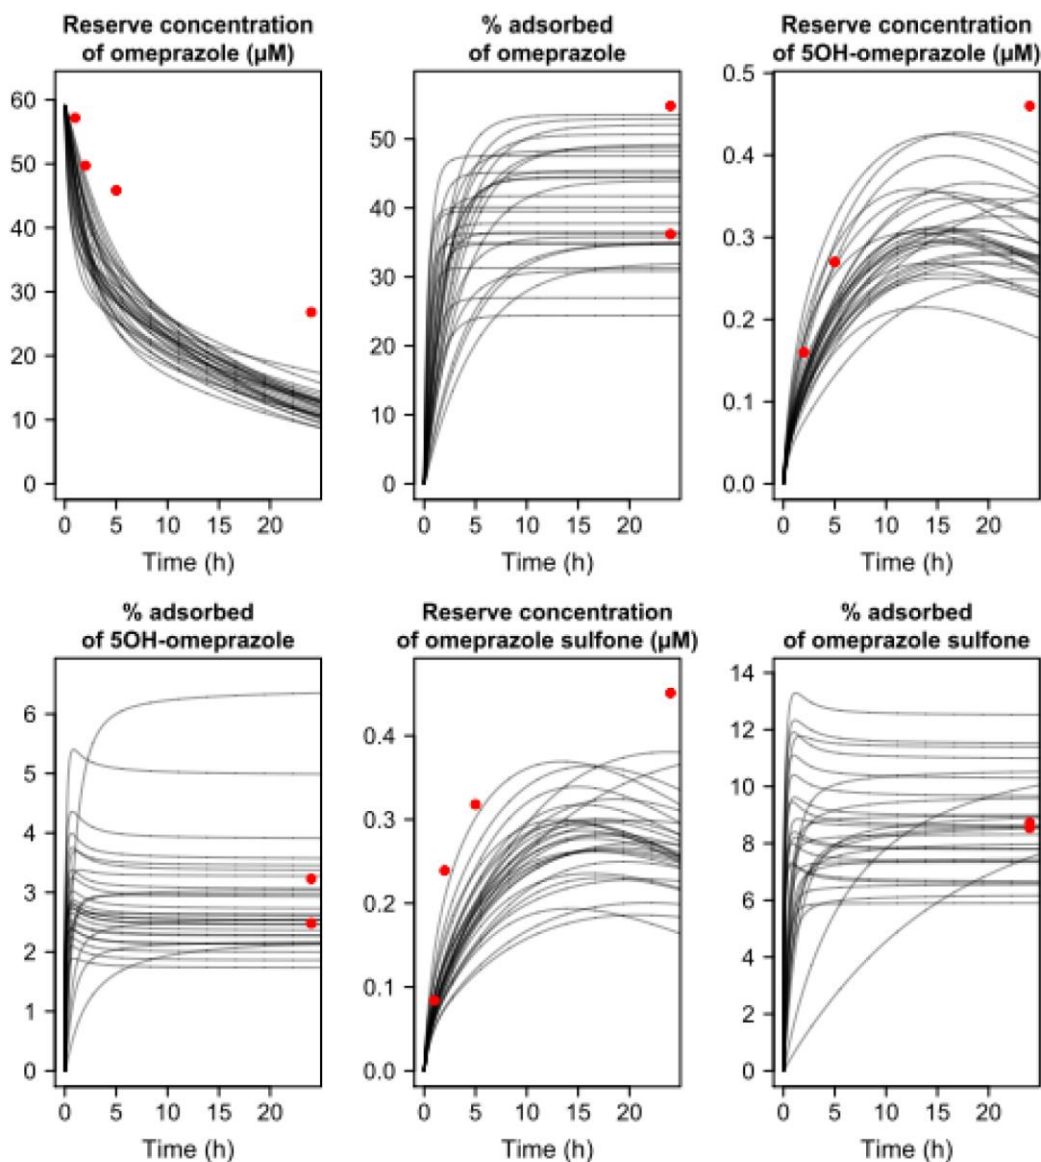 Reserve concentration
of omeprazole (µM)
60
50
40
30
20
10
0
0 5 10 15 20
Time (h)
% adsorbed
of omeprazole
50
40
30
20
10
0
0 5 10 15 20
Time (h)
Reserve concentration
of 5OH-omeprazole (µM)
0.5
0.4
0.3
0.2
0.1
0.0
0 5 10 15 20
Time (h)
% adsorbed
of 5OH-omeprazole
6
5
4
3
2
1
0
0 5 10 15 20
Time (h)
Reserve concentration
of omeprazole sulfone (µM)
0.4
0.3
0.2
0.1
0.0
0 5 10 15 20
Time (h)
% adsorbed
of omeprazole sulfone
14
12
10
8
6
4
2
0
0 5 10 15 20
Time (h)